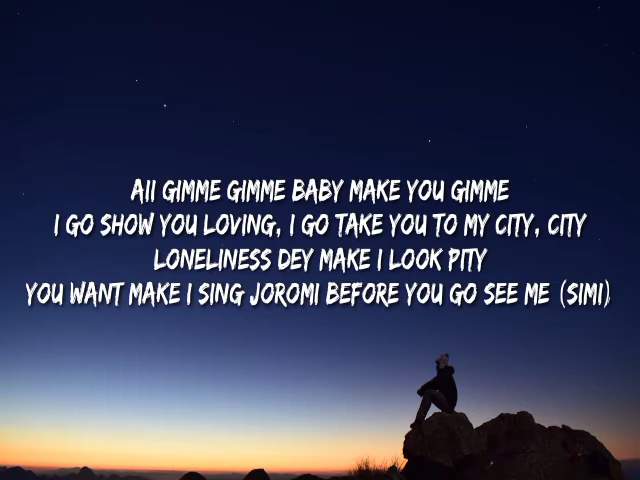 AII GIMME GIMME BABY MAKE YOU GIMME
I GO SHOW YOU LOVING, I GO TAKE YOU TO MY CITY, CITY
LONELINESS DEY MAKE I LOOK PITY
YOU WANT MAKE I SING JOROMI BEFORE YOU GO SEE ME (SIMI)